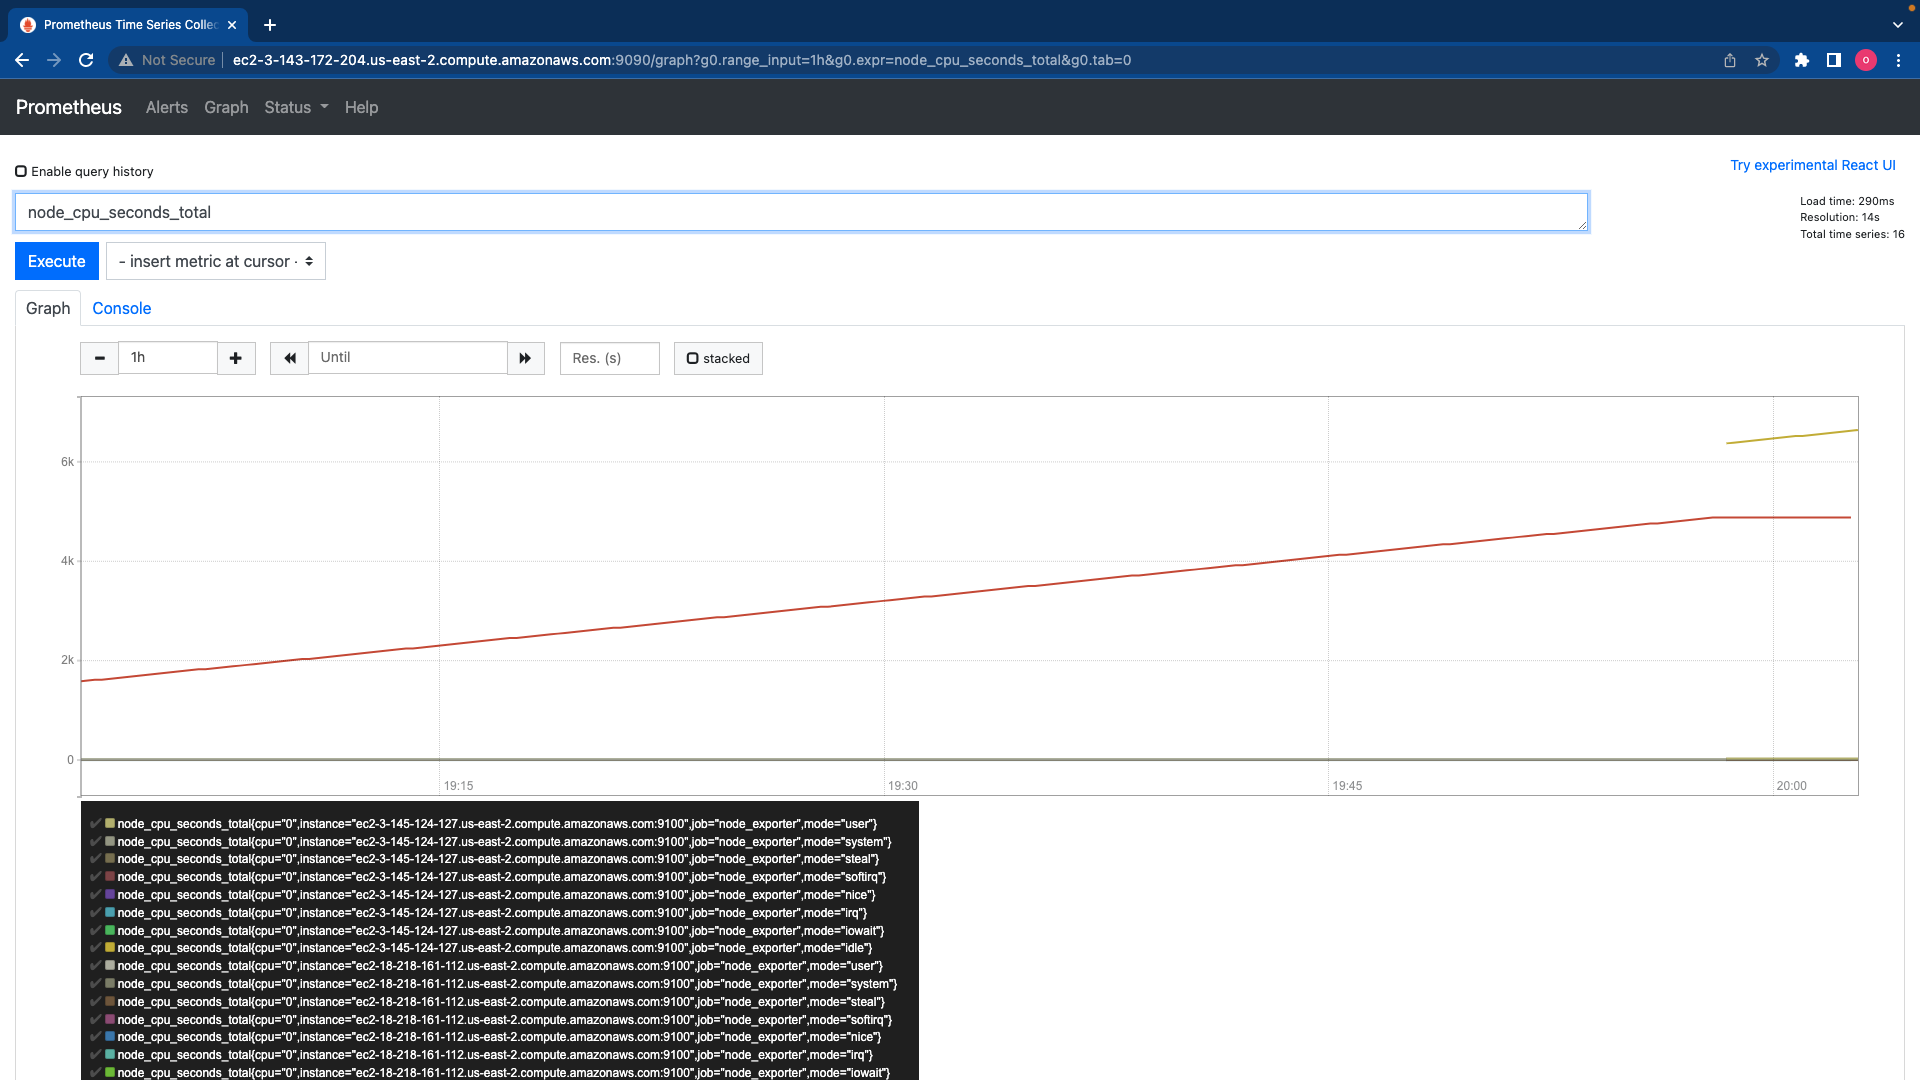 Prometheus Time Series Collec
Not Secure
ec2-3-143-172-204.us-east-2.compute.amazonaws.com:9090/graph?g0.range_input=1h&g0.expr=node_cpu_seconds_total&g0.tab=0
O
Prometheus Alerts Graph Status Help
Enable query history
Try experimental React UI
node_cpu_seconds_total
Load time: 290ms
Resolution: 14s
Total time series: 16
Execute
- insert metric at cursor -
Graph Console
1h
Until
Res. (s)
stacked
6k
4k
2k
0
19:15 19:30 19:45 20:00
node_cpu_seconds_total{cpu="0",instance="ec2-3-145-124-127.us-east-2.compute.amazonaws.com:9100",job="node_exporter",mode="user"}
node_cpu_seconds_total{cpu="0",instance="ec2-3-145-124-127.us-east-2.compute.amazonaws.com:9100",job="node_exporter",mode="system"}
node_cpu_seconds_total{cpu="0",instance="ec2-3-145-124-127.us-east-2.compute.amazonaws.com:9100",job="node_exporter",mode="steal"}
node_cpu_seconds_total{cpu="0",instance="ec2-3-145-124-127.us-east-2.compute.amazonaws.com:9100",job="node_exporter",mode="softirq"}
node_cpu_seconds_total{cpu="0",instance="ec2-3-145-124-127.us-east-2.compute.amazonaws.com:9100",job="node_exporter",mode="nice"}
node_cpu_seconds_total{cpu="0",instance="ec2-3-145-124-127.us-east-2.compute.amazonaws.com:9100",job="node_exporter",mode="irq"}
node_cpu_seconds_total{cpu="0",instance="ec2-3-145-124-127.us-east-2.compute.amazonaws.com:9100",job="node_exporter",mode="iowait"}
node_cpu_seconds_total{cpu="0",instance="ec2-3-145-124-127.us-east-2.compute.amazonaws.com:9100",job="node_exporter",mode="idle"}
node_cpu_seconds_total{cpu="0",instance="ec2-18-218-161-112.us-east-2.compute.amazonaws.com:9100",job="node_exporter",mode="user"}
node_cpu_seconds_total{cpu="0",instance="ec2-18-218-161-112.us-east-2.compute.amazonaws.com:9100",job="node_exporter",mode="system"}
node_cpu_seconds_total{cpu="0",instance="ec2-18-218-161-112.us-east-2.compute.amazonaws.com:9100",job="node_exporter",mode="steal"}
node_cpu_seconds_total{cpu="0",instance="ec2-18-218-161-112.us-east-2.compute.amazonaws.com:9100",job="node_exporter",mode="softirq"}
node_cpu_seconds_total{cpu="0",instance="ec2-18-218-161-112.us-east-2.compute.amazonaws.com:9100",job="node_exporter",mode="nice"}
node_cpu_seconds_total{cpu="0",instance="ec2-18-218-161-112.us-east-2.compute.amazonaws.com:9100",job="node_exporter",mode="irq"}
node_cpu_seconds_total{cpu="0",instance="ec2-18-218-161-112.us-east-2.compute.amazonaws.com:9100",job="node_exporter",mode="iowait"}